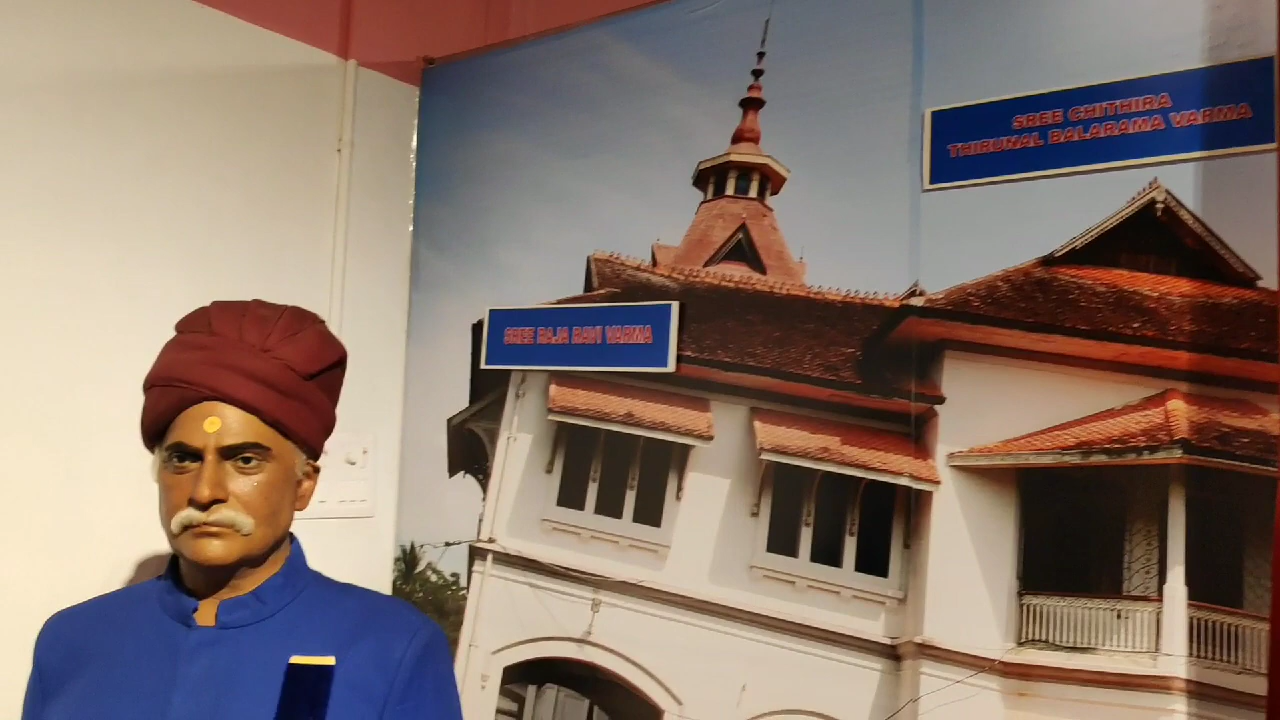 SREE CHITHIRA
THIRUNAL BALARAMA VARMA
SREE RAJA RAVI VARMA